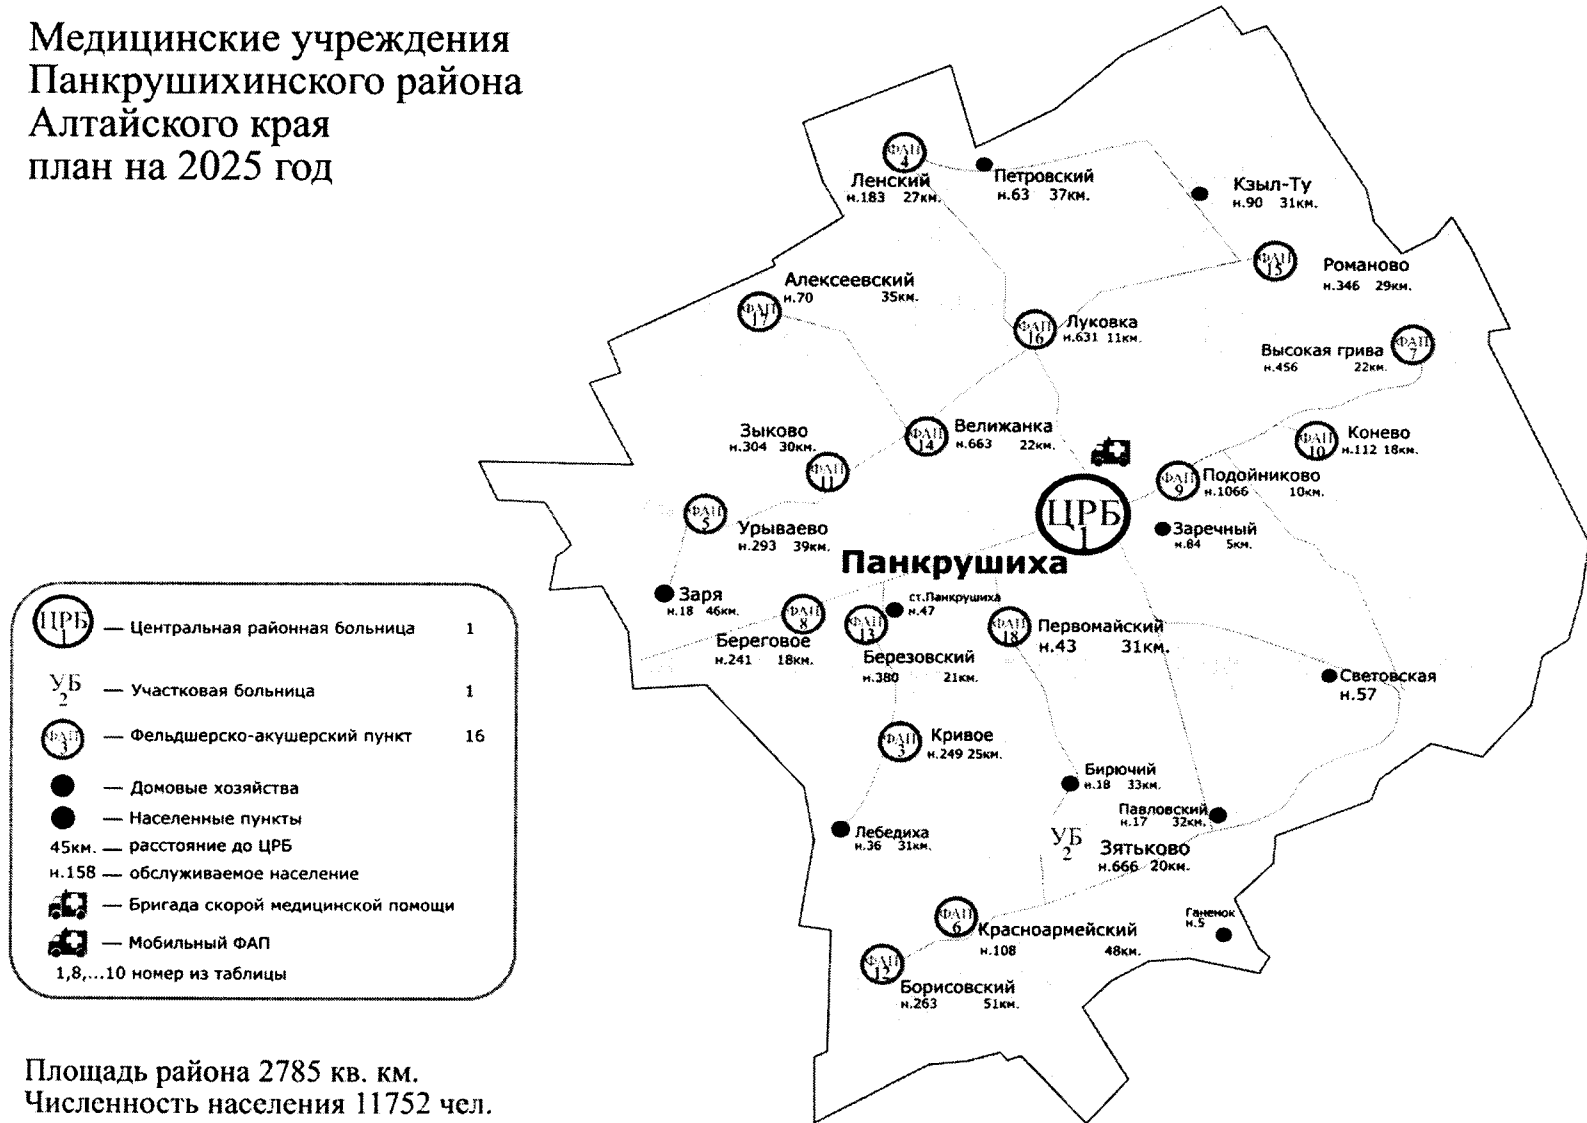 Медицинские учреждения
Панкрушихинского района
Алтайского края
план на 2025 год
ФАП
4
Ленский
н.183 27км.
Петровский
н.63 37км.
Кзыл-Ту
н.90 31км.
ФАП
15
Романово
н.346 29км.
Алексеевский
н.70 35км.
ФАП
17
ФАП
16
Луковка
н.631 11км.
Высокая грива
н.456 22км.
ФАП
7
Зыково
н.304 30км.
ФАП
11
ФАП
14
Велижанка
н.663 22км.
ФАП
10
Конево
н.112 18км.
ФАП
9
Подойниково
н.1066 10км.
ЦРБ
1
Панкрушиха
Заречный
н.84 5км.
ФАП
5
Урываево
н.293 39км.
Заря
н.18 46км.
ФАП
8
Береговое
н.241 18км.
ст.Панкрушиха
н.47
ФАП
13
Березовский
н.380 21км.
ФАП
18
Первомайский
н.43 31км.
Световская
н.57
ФАП
3
Кривое
н.249 25км.
Бирючий
н.18 33км.
Павловский
н.17 32км.
Лебедиха
н.36 31км.
УБ
2
Зятьково
н.666 20км.
ФАП
6
Красноармейский
н.108 48км.
Ганенок
н.5
ФАП
12
Борисовский
н.263 51км.
ЦРБ
1
— Центральная районная больница 1
УБ
2
— Участковая больница 1
ФАП
3
— Фельдшерско-акушерский пункт 16
— Домовые хозяйства
— Населенные пункты
45км. — расстояние до ЦРБ
н.158 — обслуживаемое население
— Бригада скорой медицинской помощи
— Мобильный ФАП
1,8,...10 номер из таблицы
Площадь района 2785 кв. км.
Численность населения 11752 чел.